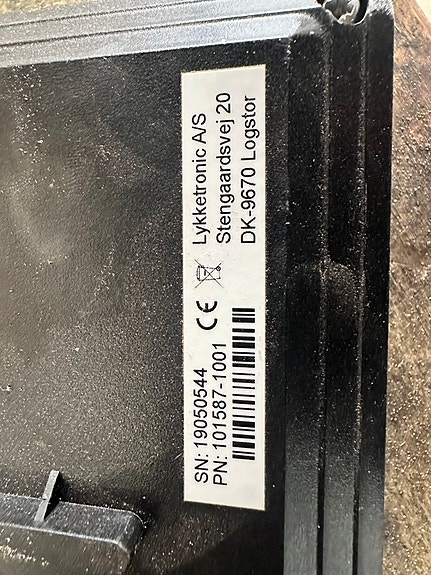 SN: 19050544
PN: 101587-1001
CE
Lykketronic A/S
Stengaardsvej 20
DK-9670 Logstor